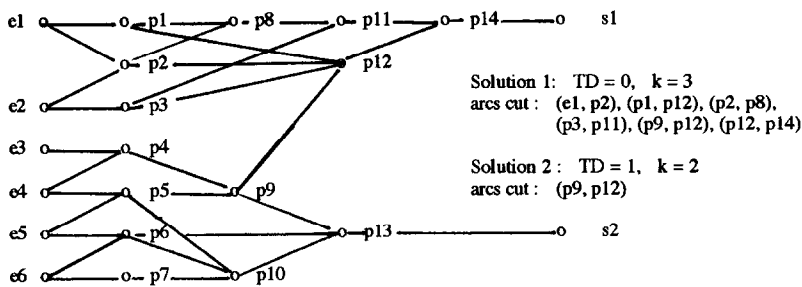 e1 p1 p8 p11 p14 s1
p2 p12
e2 p3
e3 p4
e4 p5 p9
e5 p6 p13 s2
e6 p7 p10
Solution 1: TD = 0, k = 3
arcs cut : (e1, p2), (p1, p12), (p2, p8),
(p3, p11), (p9, p12), (p12, p14)
Solution 2 : TD = 1, k = 2
arcs cut : (p9, p12)